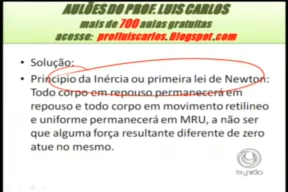 AULÕES DO PROF. LUIS CARLOS
mais de 700 aulas gratuitas
acesse: profluiscarlos.Blogspot.com
• Solução:
• Princípio da Inércia ou primeira lei de Newton:
Todo corpo em repouso permanecerá em
repouso e todo corpo em movimento retilineo
e uniforme permanecerá em MRU, a não ser
que alguma força resultante diferente de zero
atue no mesmo.